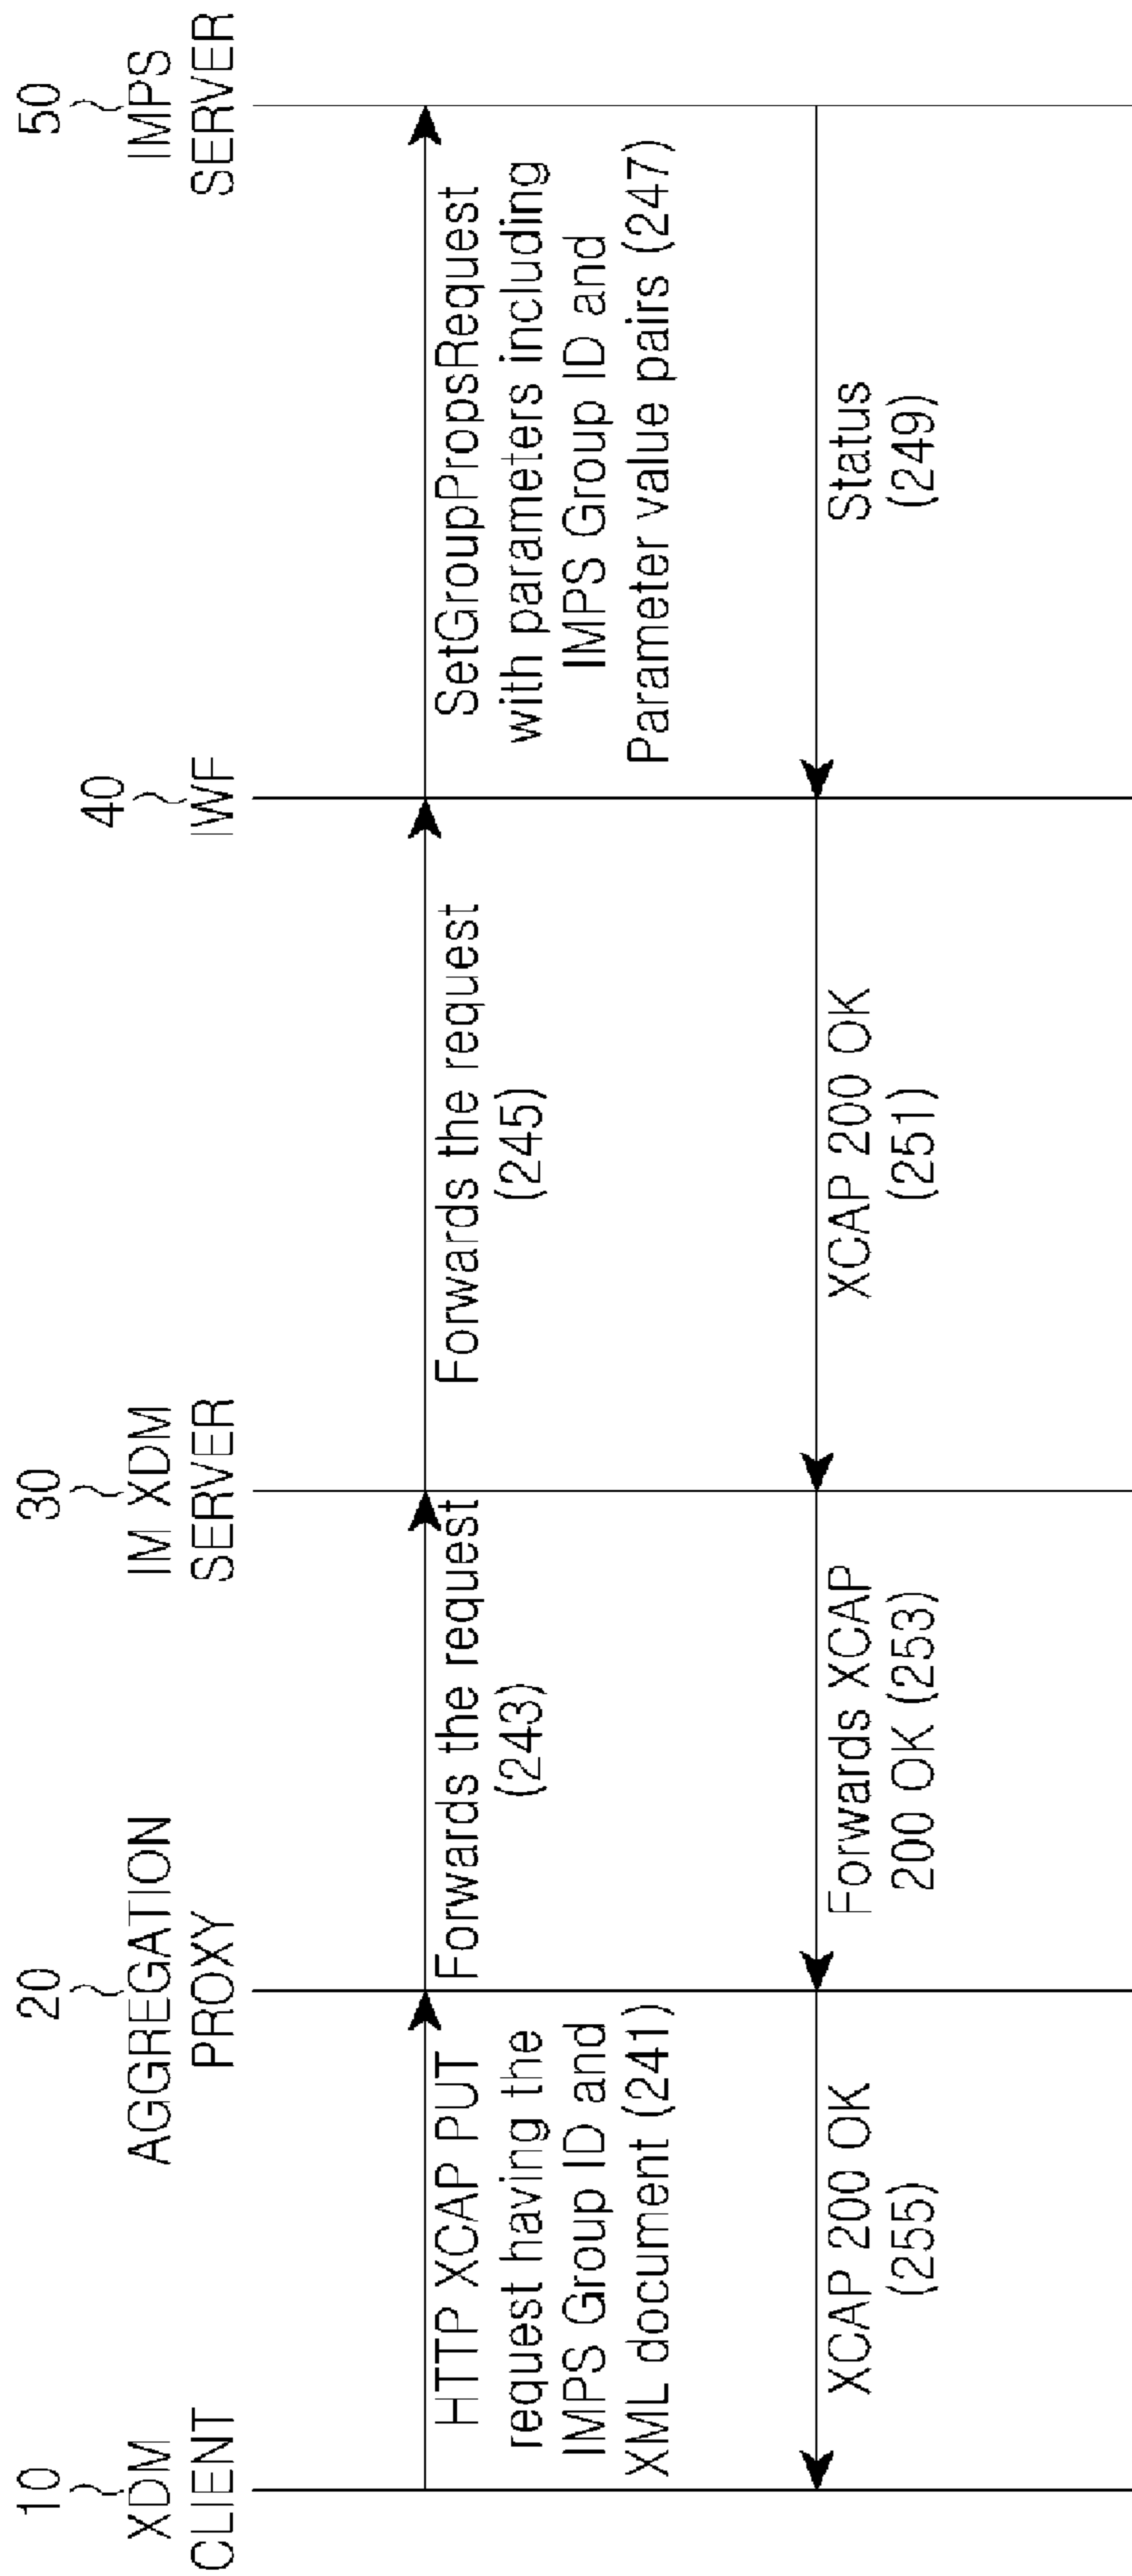 10
XDM
CLIENT
20
AGGREGATION
PROXY
30
IM XDM
SERVER
40
IWF
50
IMPS
SERVER
HTTP XCAP PUT
request having the
IMPS Group ID and
XML document (241)
Forwards the request
(243)
Forwards the request
(245)
SetGroupPropsRequest
with parameters including
IMPS Group ID and
Parameter value pairs (247)
Status
(249)
XCAP 200 OK
(251)
Forwards XCAP
200 OK (253)
XCAP 200 OK
(255)